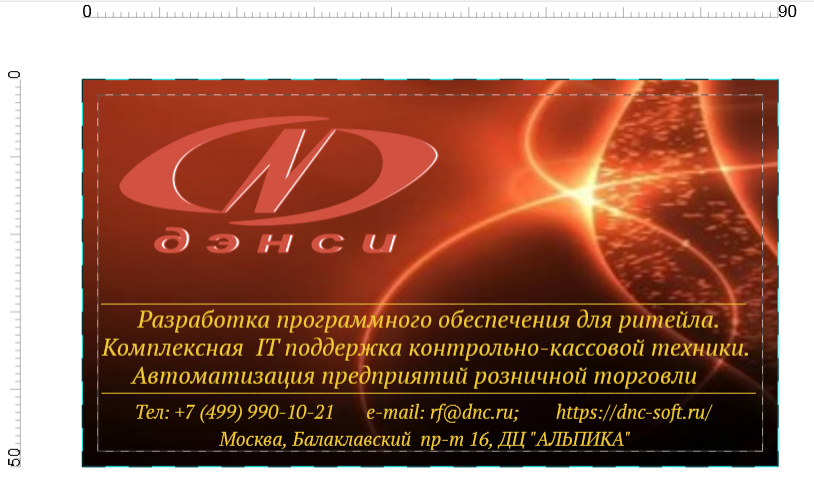 0 90
0
дэнси
Разработка программного обеспечения для ритейла.
Комплексная IT поддержка контрольно-кассовой техники.
Автоматизация предприятий розничной торговли
Тел: +7 (499) 990-10-21 e-mail: rf@dnc.ru; https://dnc-soft.ru/
Москва, Балаклавский пр-т 16, ДЦ "АЛЬПИКА"
50